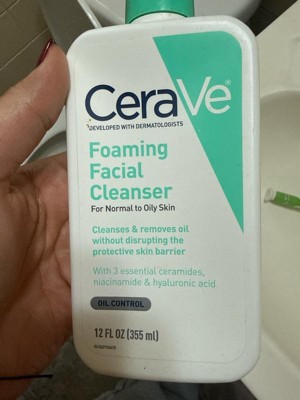 CeraVe®
DEVELOPED WITH DERMATOLOGISTS
Foaming
Facial
Cleanser
For Normal to Oily Skin
Cleanses & removes oil
without disrupting the
protective skin barrier
With 3 essential ceramides,
niacinamide & hyaluronic acid
OIL CONTROL
12 FL OZ (355 ml)